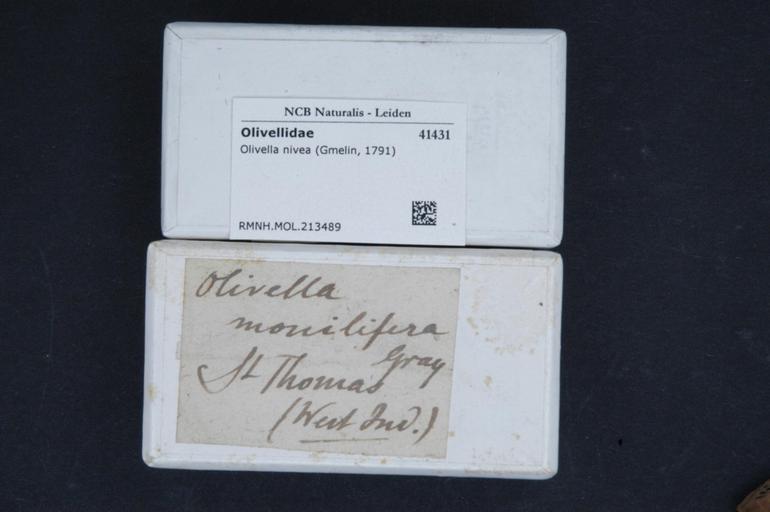 NCB Naturalis - Leiden
Olivellidae 41431
Olivella nivea (Gmelin, 1791)
RMNH.MOL.213489
Olivella
monilifera
Gray
St Thomas
(West Ind.)